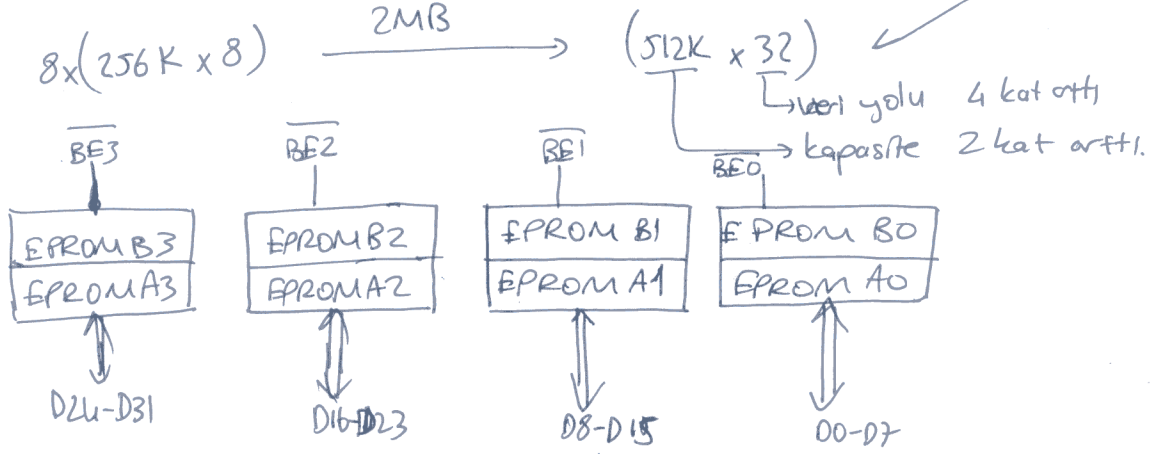 8x(256K x 8) 2MB (512K x 32)
veri yolu 4 kat arttı
kapasite 2 kat arttı.
BE3 BE2 BE1 BE0
EPROM B3 EPROM B2 EPROM B1 EPROM B0
EPROM A3 EPROM A2 EPROM A1 EPROM A0
D24-D31 D16-D23 D8-D15 D0-D7